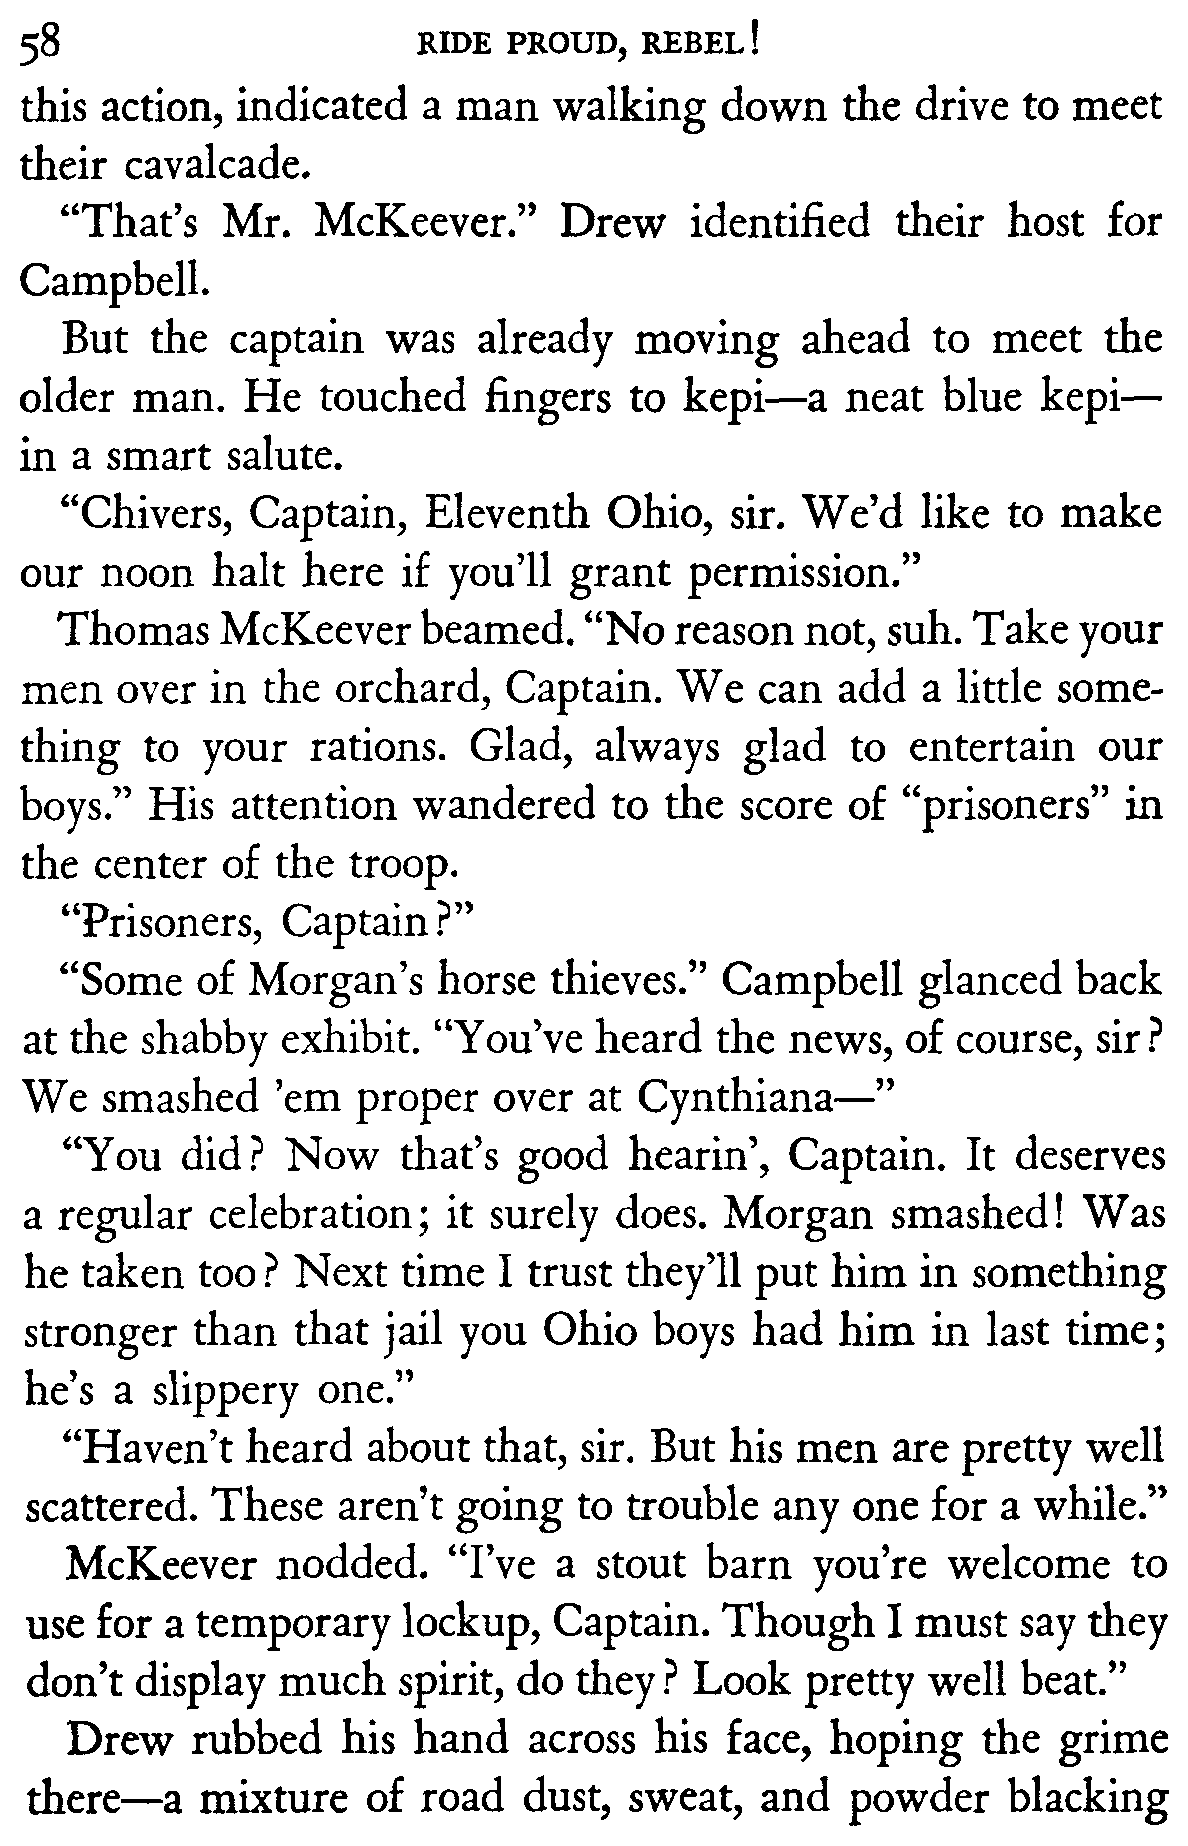 58 RIDE PROUD, REBEL!
this action, indicated a man walking down the drive to meet
their cavalcade.
“That’s Mr. McKeever.” Drew identified their host for
Campbell.
But the captain was already moving ahead to meet the
older man. He touched fingers to kepi—a neat blue kepi—
in a smart salute.
“Chivers, Captain, Eleventh Ohio, sir. We’d like to make
our noon halt here if you’ll grant permission.”
Thomas McKeever beamed. “No reason not, suh. Take your
men over in the orchard, Captain. We can add a little some-
thing to your rations. Glad, always glad to entertain our
boys.” His attention wandered to the score of “prisoners” in
the center of the troop.
“Prisoners, Captain?”
“Some of Morgan’s horse thieves.” Campbell glanced back
at the shabby exhibit. “You’ve heard the news, of course, sir?
We smashed ’em proper over at Cynthiana—”
“You did? Now that’s good hearin’, Captain. It deserves
a regular celebration; it surely does. Morgan smashed! Was
he taken too? Next time I trust they’ll put him in something
stronger than that jail you Ohio boys had him in last time;
he’s a slippery one.”
“Haven’t heard about that, sir. But his men are pretty well
scattered. These aren’t going to trouble any one for a while.”
McKeever nodded. “I’ve a stout barn you’re welcome to
use for a temporary lockup, Captain. Though I must say they
don’t display much spirit, do they? Look pretty well beat.”
Drew rubbed his hand across his face, hoping the grime
there—a mixture of road dust, sweat, and powder blacking